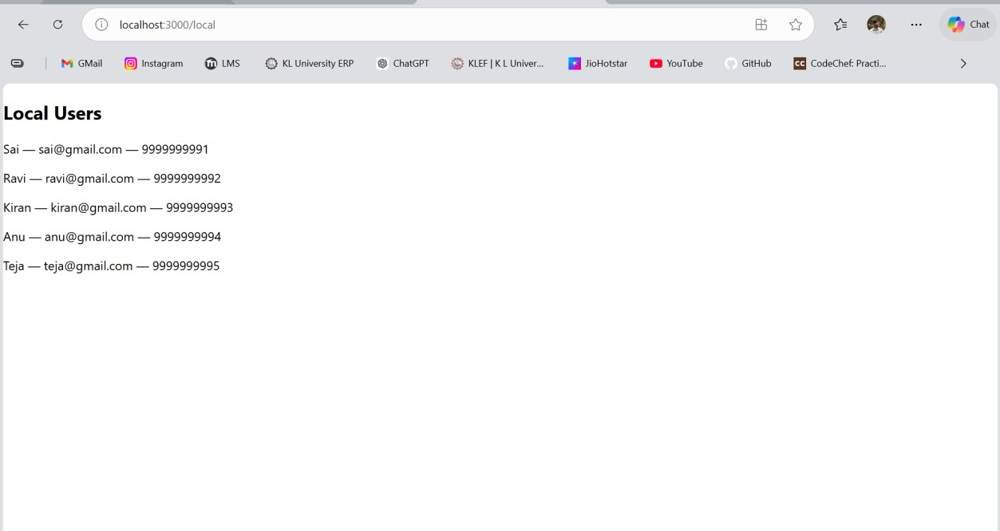 localhost:3000/local
Chat
GMail Instagram LMS KL University ERP ChatGPT KLEF | K L Univer... JioHotstar YouTube GitHub CC CodeChef: Practi...
Local Users
Sai — sai@gmail.com — 9999999991
Ravi — ravi@gmail.com — 9999999992
Kiran — kiran@gmail.com — 9999999993
Anu — anu@gmail.com — 9999999994
Teja — teja@gmail.com — 9999999995